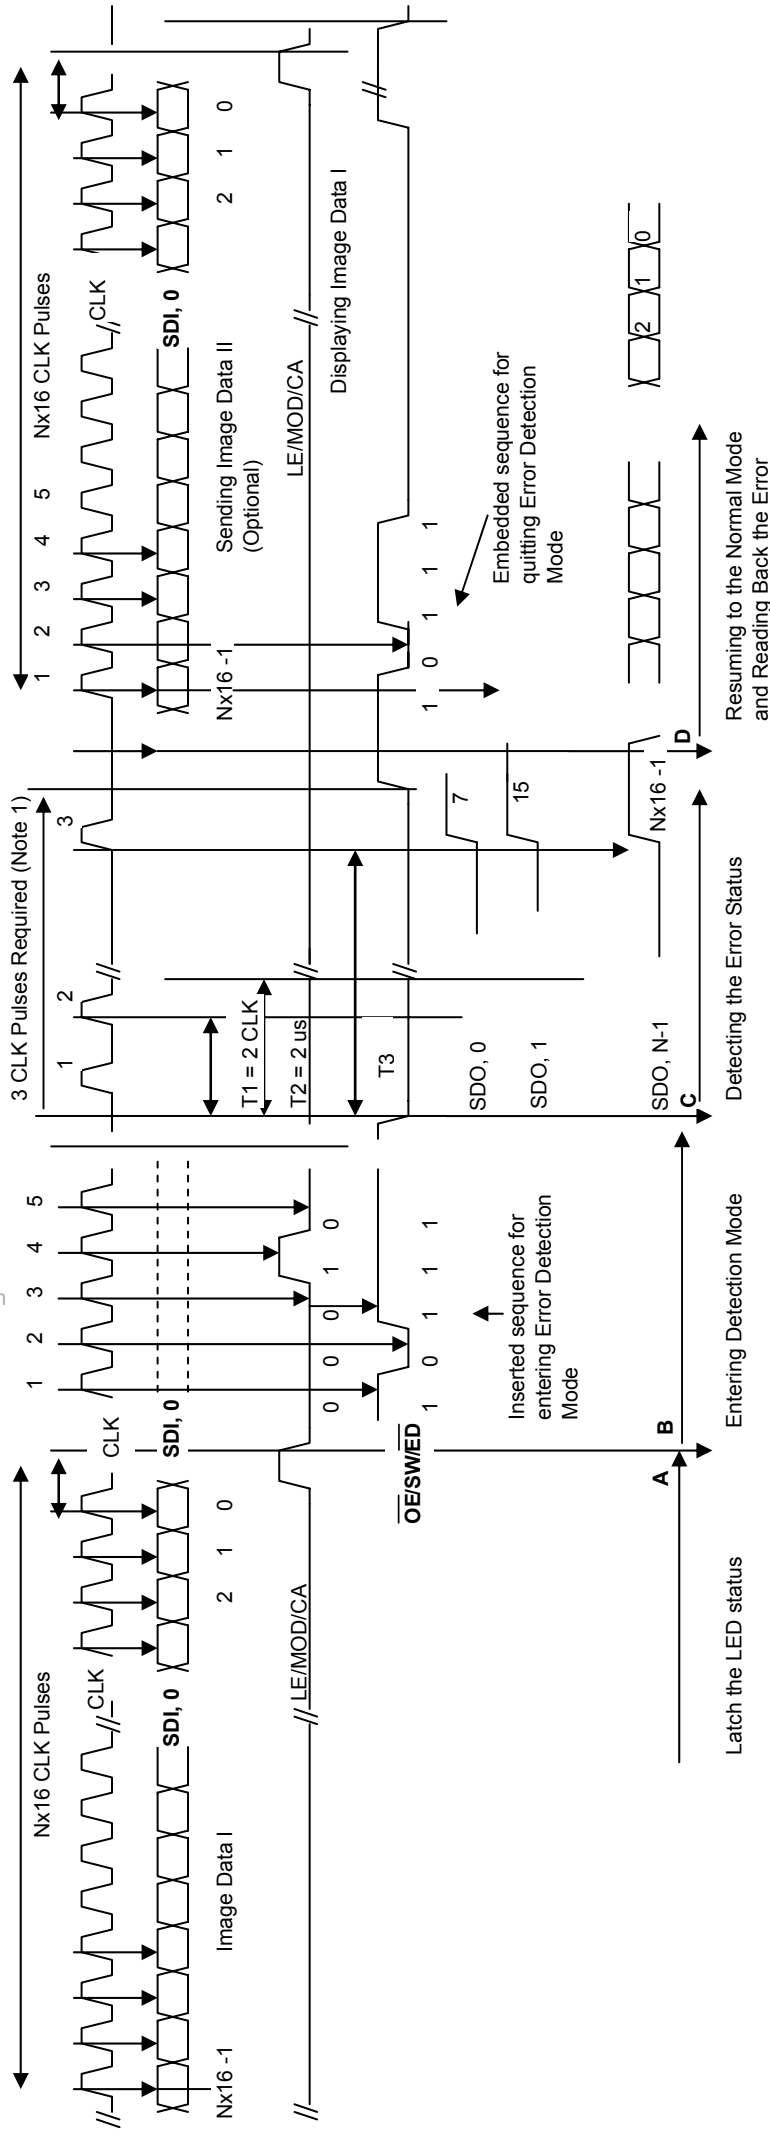 Nx16 CLK Pulses
3 CLK Pulses Required (Note 1)
Nx16 CLK Pulses
1 2 3 4 5
1 2 3
1 2 3 4 5
CLK
CLK
CLK
SDI, 0
SDI, 0
SDI, 0
Nx16 -1
Image Data I
2 1 0
T1 = 2 CLK
Nx16 -1
Sending Image Data II
(Optional)
2 1 0
LE/MOD/CA
0 0 0 1 0
T2 = 2 us
LE/MOD/CA
Displaying Image Data I
OE/SW/ED
1 0 1 1 1
T3
1 0 1 1 1
Inserted sequence for
entering Error Detection
Mode
SDO, 0
7
SDO, 1
15
Embedded sequence for
quitting Error Detection
Mode
SDO, N-1
Nx16 -1
2 1 0
A
B
C
D
Latch the LED status
Entering Detection Mode
Detecting the Error Status
Resuming to the Normal Mode
and Reading Back the Error